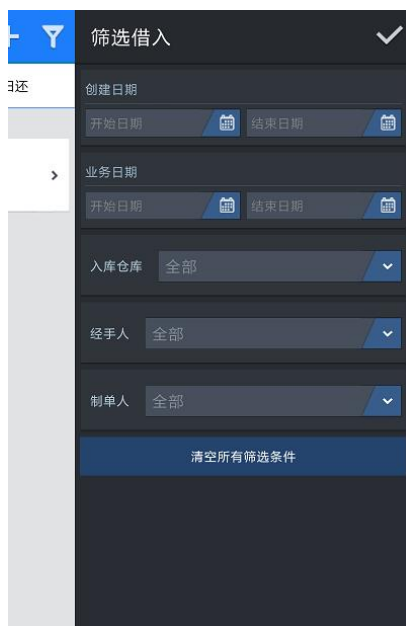 筛选借入
归还
创建日期
开始日期 结束日期
业务日期
开始日期 结束日期
入库仓库 全部
经手人 全部
制单人 全部
清空所有筛选条件